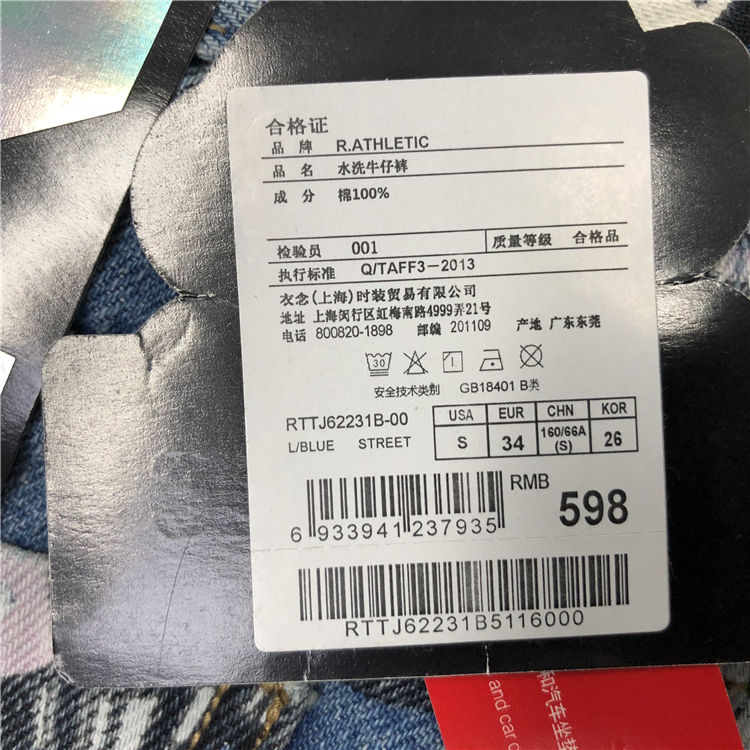 合格证
品 牌 R.ATHLETIC
品 名 水洗牛仔裤
成 分 棉100%
检验员 001 质量等级 合格品
执行标准 Q/TAFF3-2013
衣念(上海)时装贸易有限公司
地址 上海闵行区虹梅南路4999弄21号
电话 800820-1898 邮编 201109 产地 广东东莞
30
安全技术类别 GB18401 B类
RTTJ62231B-00
L/BLUE STREET
USA EUR CHN KOR
S 34 160/66A (S) 26
RMB 598
6 933941 237935
RTTJ62231B5116000
和汽车坐垫
and car